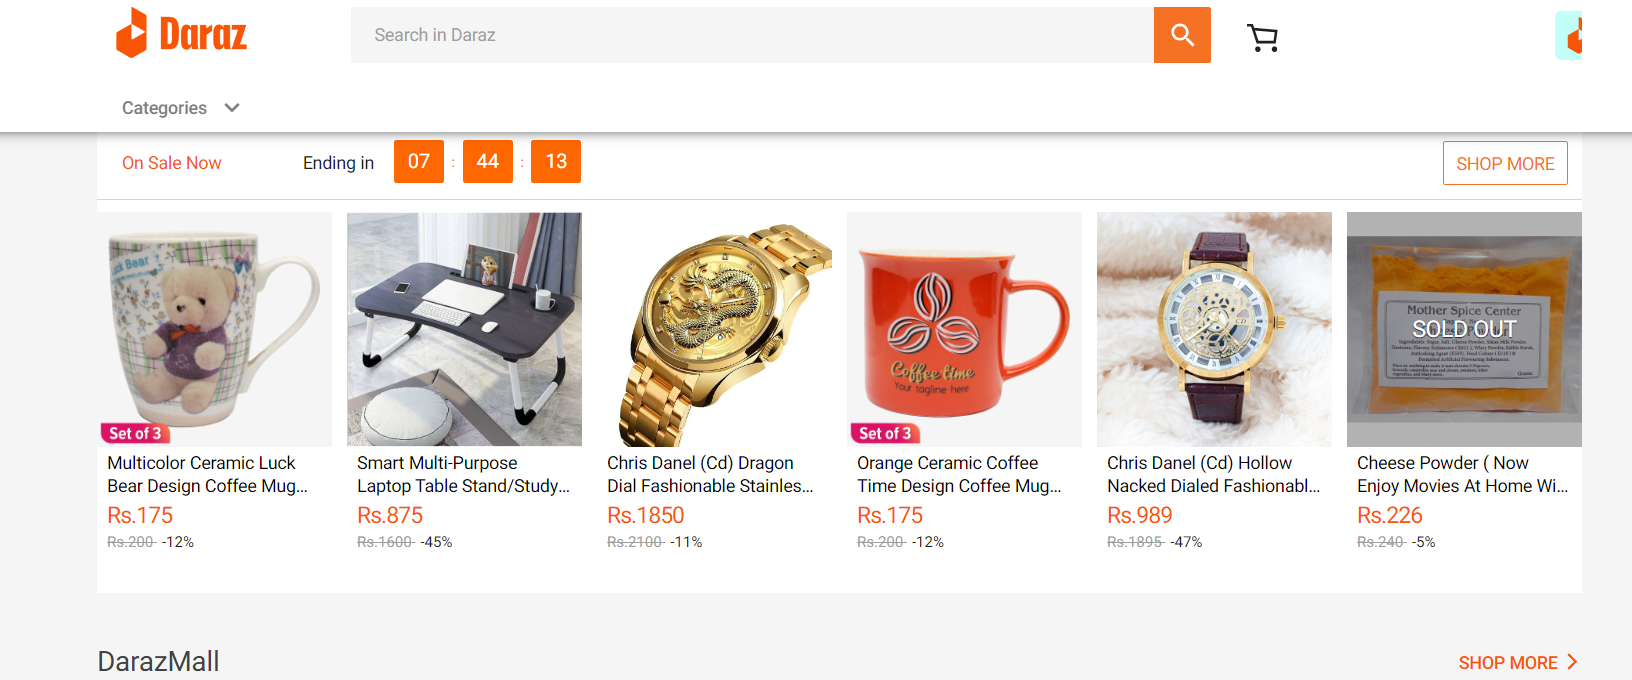 Daraz
Search in Daraz
Categories
On Sale Now
Ending in 07 : 44 : 13
SHOP MORE
Luck Bear
Set of 3
Multicolor Ceramic Luck
Bear Design Coffee Mug...
Rs.175
Rs.200 -12%
Smart Multi-Purpose
Laptop Table Stand/Study...
Rs.875
Rs.1600 -45%
Chris Danel (Cd) Dragon
Dial Fashionable Stainles...
Rs.1850
Rs.2100 -11%
Coffee time
Your tagline here
Set of 3
Orange Ceramic Coffee
Time Design Coffee Mug...
Rs.175
Rs.200 -12%
CD
Chris Danel (Cd) Hollow
Nacked Dialed Fashionabl...
Rs.989
Rs.1895 -47%
Mother Spice Center
SOLD OUT
Cheese Powder ( Now
Enjoy Movies At Home Wi...
Rs.226
Rs.240 -5%
DarazMall
SHOP MORE